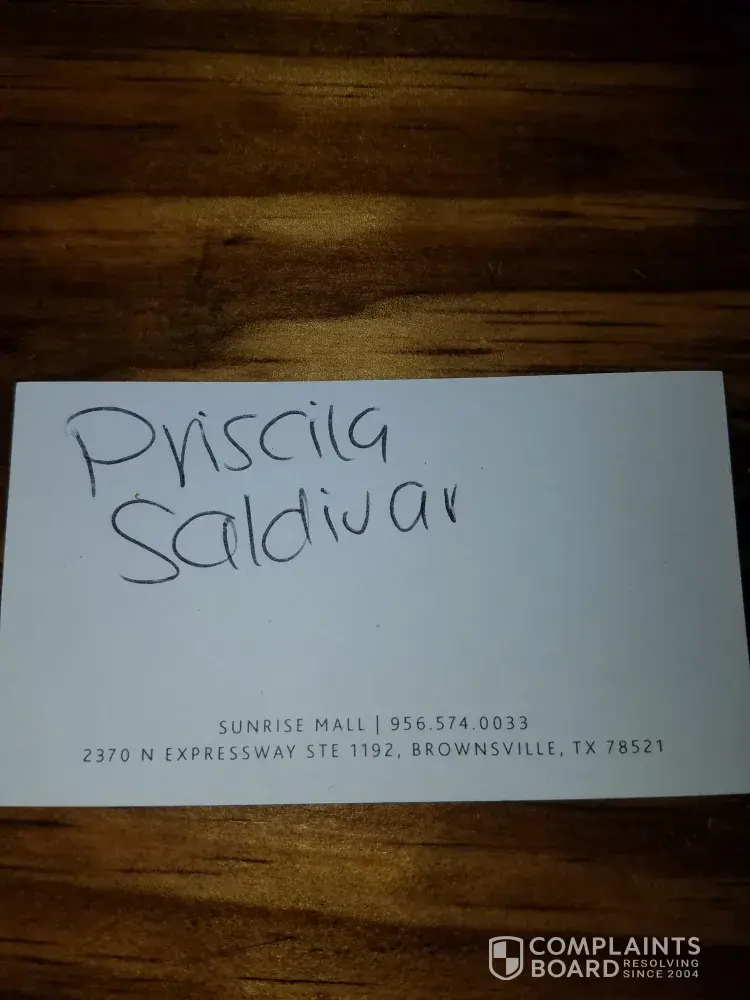 Priscila
Saldivar
SUNRISE MALL | 956.574.0033
2370 N EXPRESSWAY STE 1192, BROWNSVILLE, TX 78521
COMPLAINTS
BOARD RESOLVING SINCE 2004